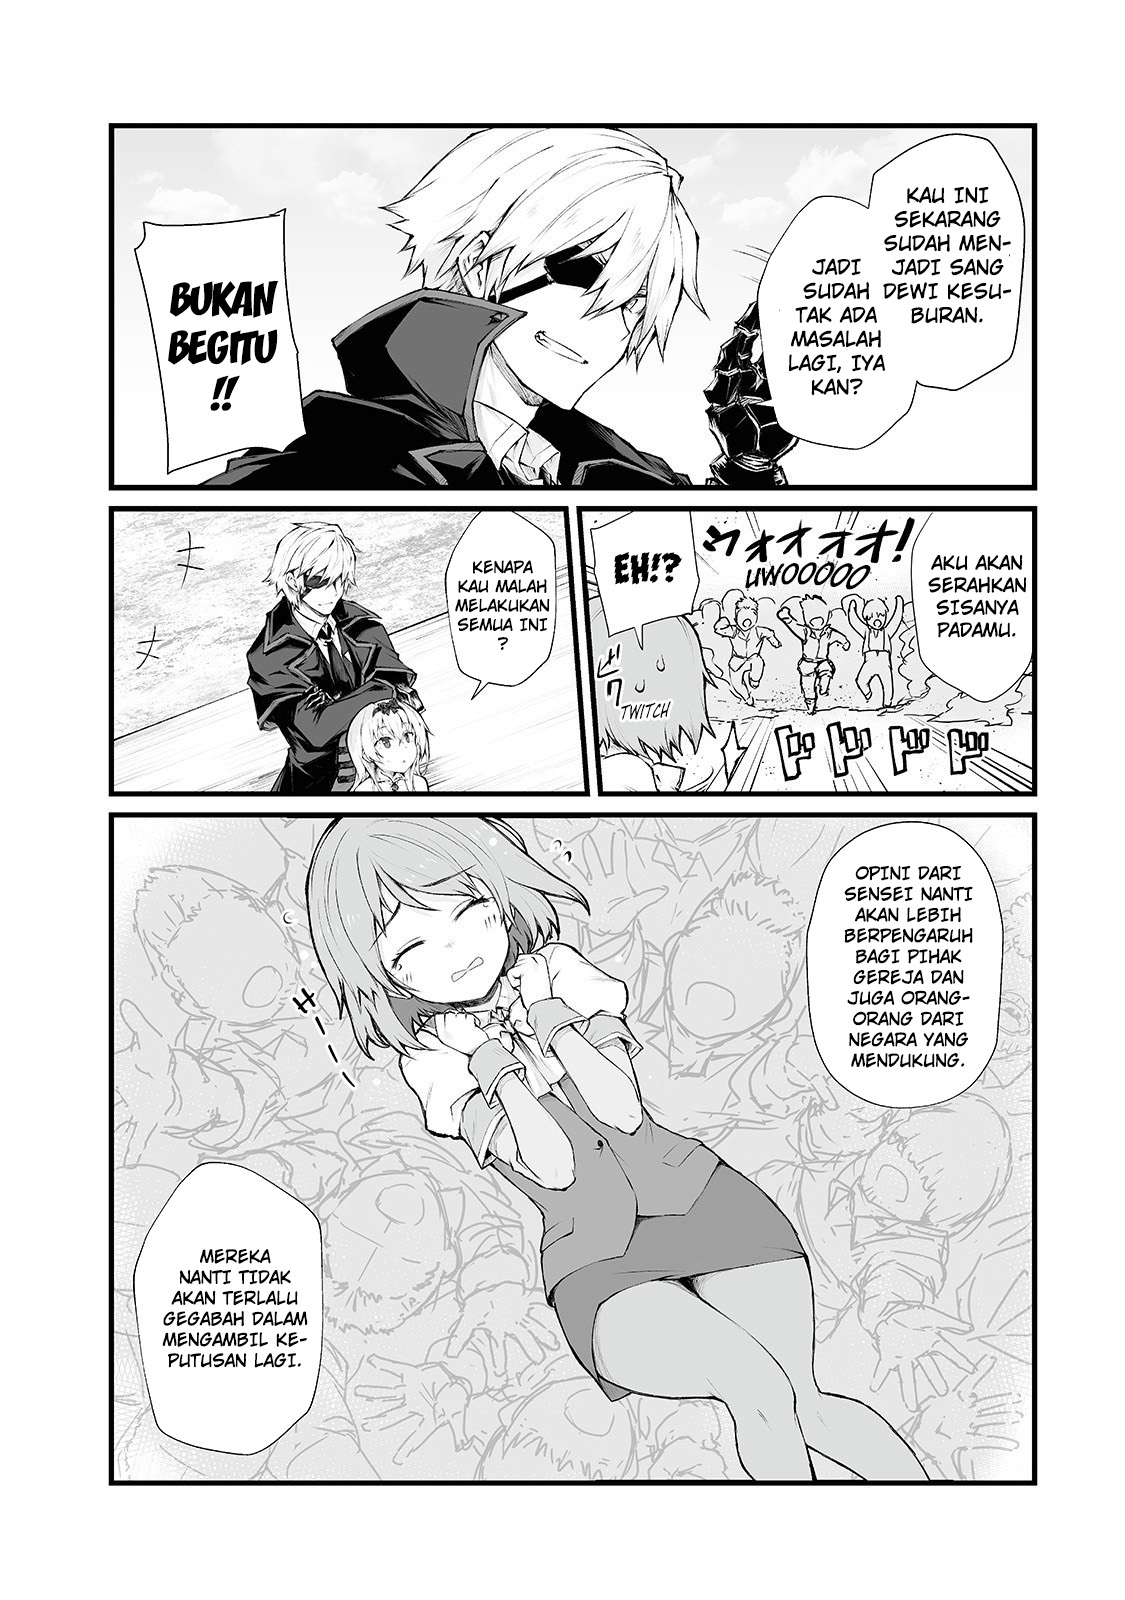 KAU INI
SEKARANG
SUDAH MEN-
JADI SANG
DEWI KESU-
BURAN.
JADI
SUDAH
TAK ADA
MASALAH
LAGI, IYA
KAN?
BUKAN
BEGITU
!!
AKU AKAN
SERAHKAN
SISANYA
PADAMU.
ウオオオオ!
UWOOOOO
EH!?
ビク
TWITCH
ドドドド
KENAPA
KAU MALAH
MELAKUKAN
SEMUA INI
?
OPINI DARI
SENSEI NANTI
AKAN LEBIH
BERPENGARUH
BAGI PIHAK
GEREJA DAN
JUGA ORANG-
ORANG DARI
NEGARA YANG
MENDUKUNG.
MEREKA
NANTI TIDAK
AKAN TERLALU
GEGABAH DALAM
MENGAMBIL KE-
PUTUSAN LAGI.